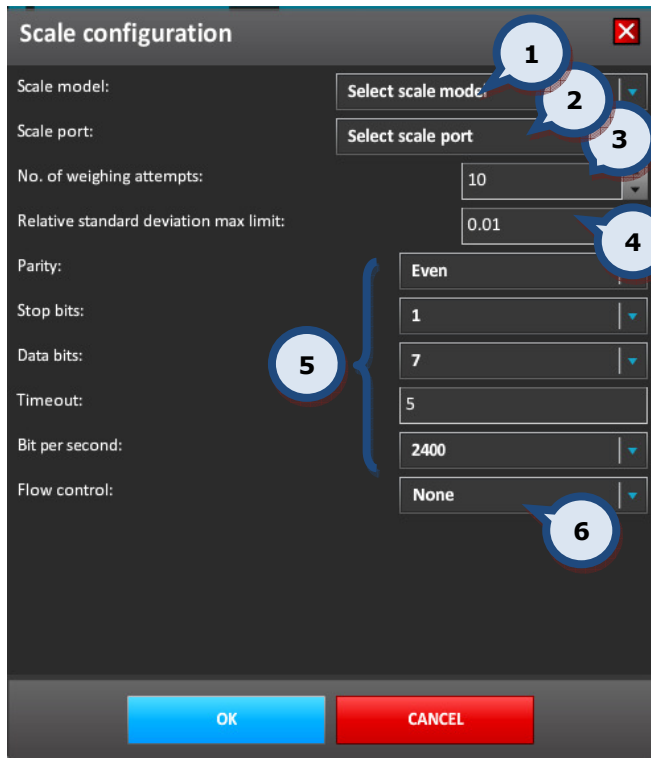 Scale configuration
1
Scale model:
Select scale model
2
Scale port:
Select scale port
3
No. of weighing attempts:
10
Relative standard deviation max limit:
0.01
4
Parity:
Even
Stop bits:
1
5
Data bits:
7
Timeout:
5
Bit per second:
2400
Flow control:
None
6
OK CANCEL